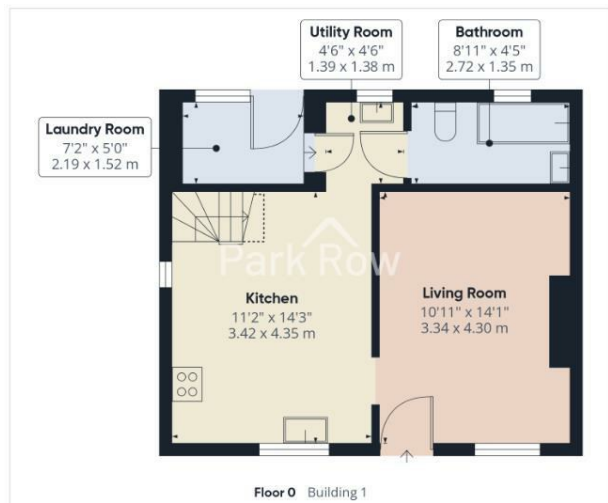 Utility Room
4'6" x 4'6"
1.39 x 1.38 m
Bathroom
8'11" x 4'5"
2.72 x 1.35 m
Laundry Room
7'2" x 5'0"
2.19 x 1.52 m
Park Row
Kitchen
11'2" x 14'3"
3.42 x 4.35 m
Living Room
10'11" x 14'1"
3.34 x 4.30 m
Floor 0 Building 1